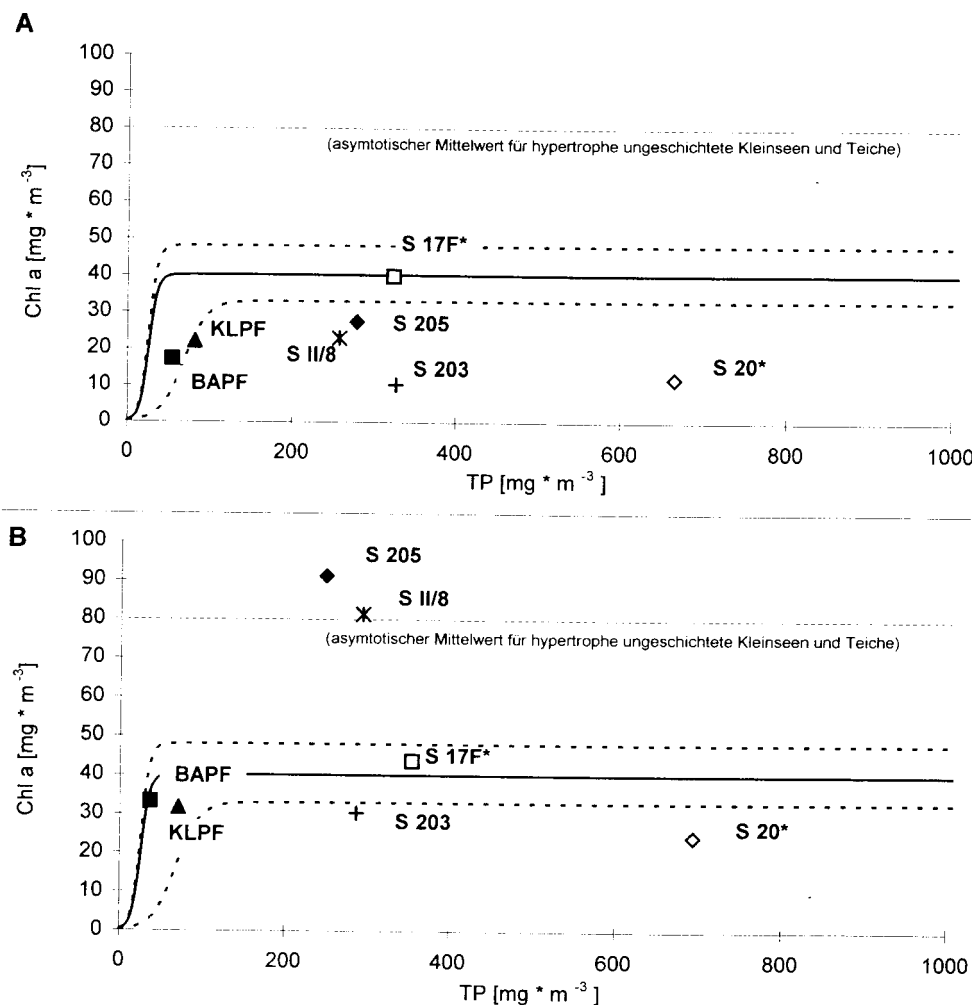 A
100
90
80
70
60
50
40
30
20
10
0
Chl a [mg * m -3]
(asymtotischer Mittelwert für hypertrophe ungeschichtete Kleinseen und Teiche)
S 17F*
KLPF
S 205
S II/8
BAPF
S 203
S 20*
0
200
400
600
800
1000
TP [mg * m -3 ]
B
100
90
80
70
60
50
40
30
20
10
0
Chl a [mg * m -3]
S 205
S II/8
(asymtotischer Mittelwert für hypertrophe ungeschichtete Kleinseen und Teiche)
S 17F*
BAPF
KLPF
S 203
S 20*
0
200
400
600
800
1000
TP [mg * m -3 ]